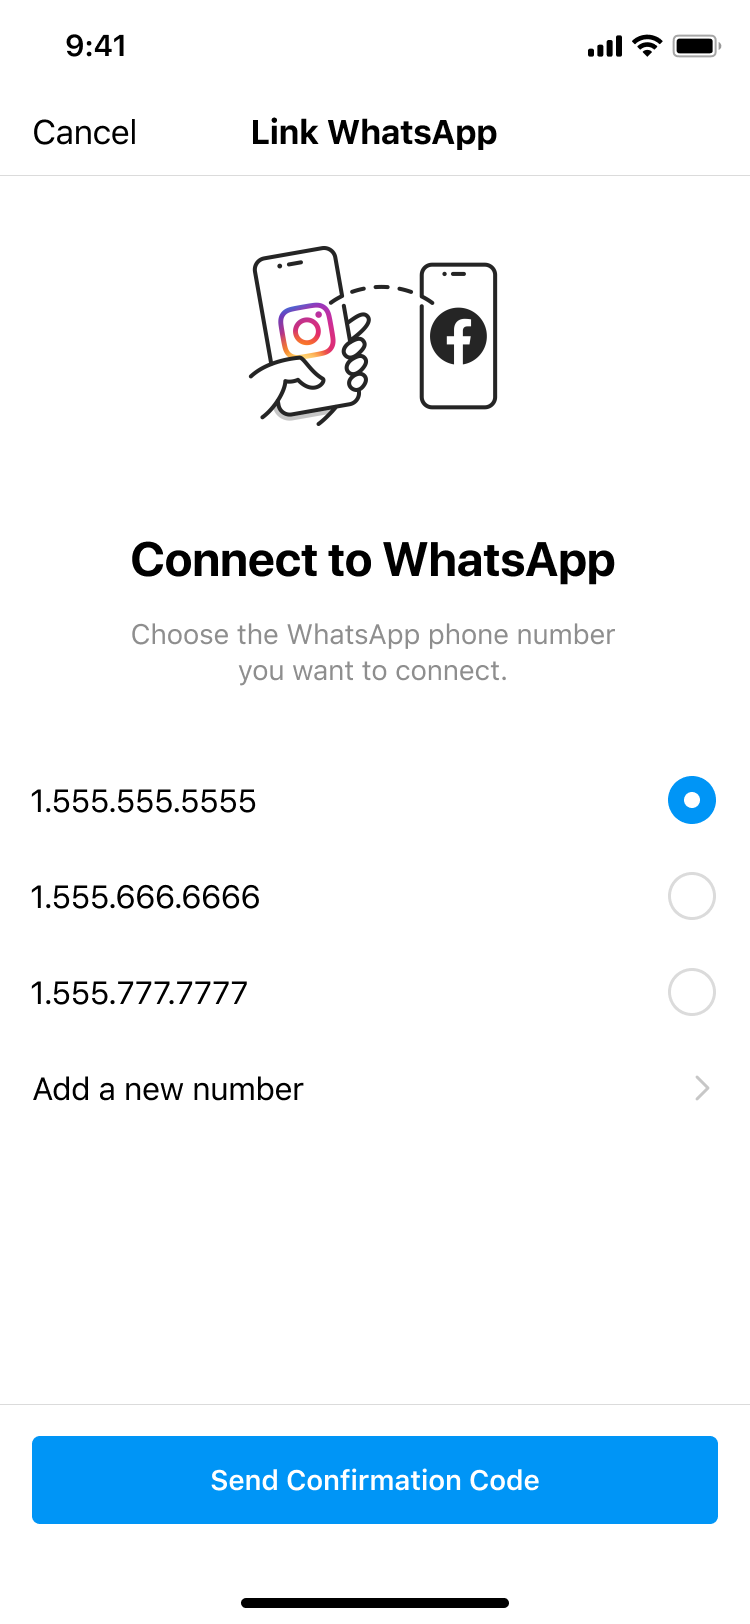 9:41
Cancel
Link WhatsApp
Connect to WhatsApp
Choose the WhatsApp phone number
you want to connect.
1.555.555.5555
1.555.666.6666
1.555.777.7777
Add a new number
Send Confirmation Code